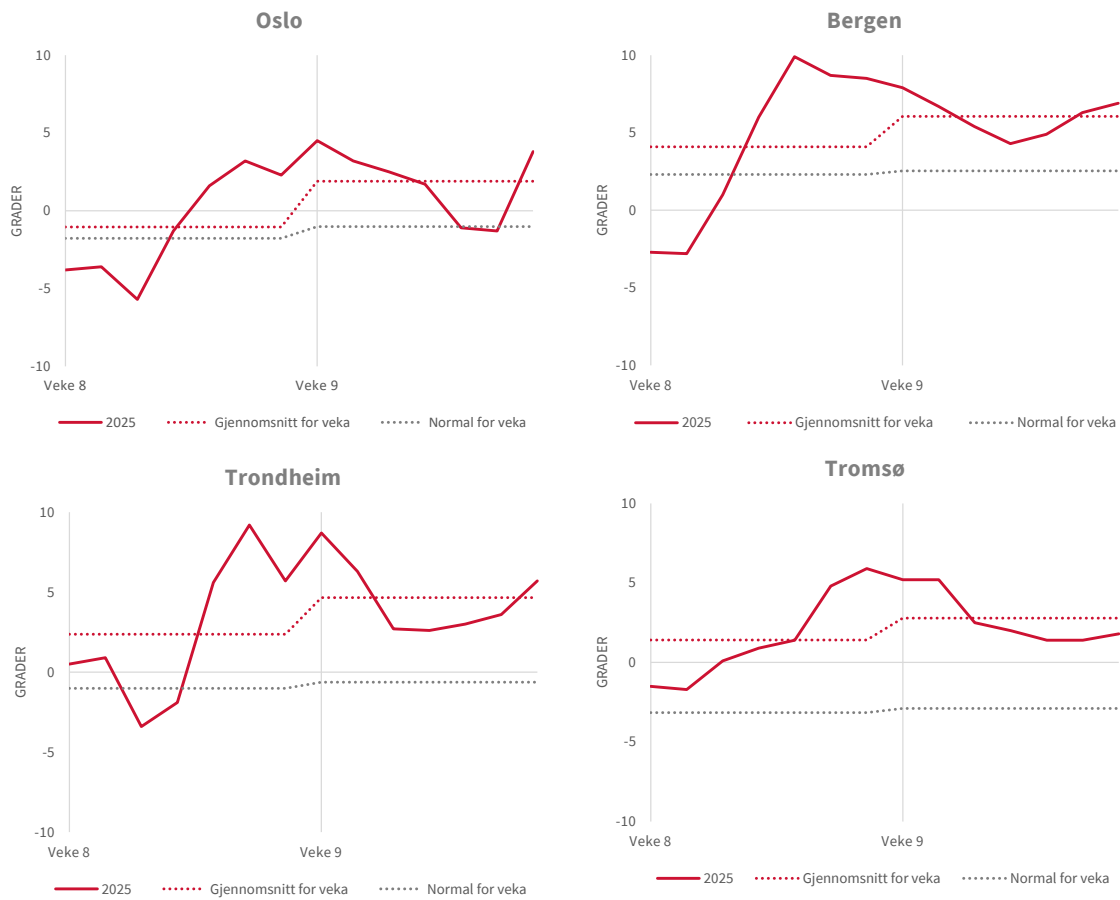 Oslo
10
5
0
-5
-10
GRADER
Veke 8 Veke 9
2025 Gjennomsnitt for veka Normal for veka
Bergen
10
5
0
-5
-10
GRADER
Veke 8 Veke 9
2025 Gjennomsnitt for veka Normal for veka
Trondheim
10
5
0
-5
-10
GRADER
Veke 8 Veke 9
2025 Gjennomsnitt for veka Normal for veka
Tromsø
10
5
0
-5
-10
GRADER
Veke 8 Veke 9
2025 Gjennomsnitt for veka Normal for veka